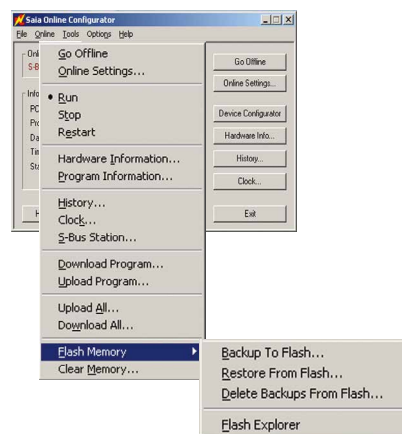 Saia Online Configurator
File Online Tools Options Help
Go Offline
Online Settings...
Run
Stop
Restart
Hardware Information...
Program Information...
History...
Clock...
S-Bus Station...
Download Program...
Upload Program...
Upload All...
Download All...
Flash Memory
Clear Memory...
Go Offline
Online Settings...
Device Configurator
Hardware Info...
History...
Clock...
Exit
Backup To Flash...
Restore From Flash...
Delete Backups From Flash...
Flash Explorer